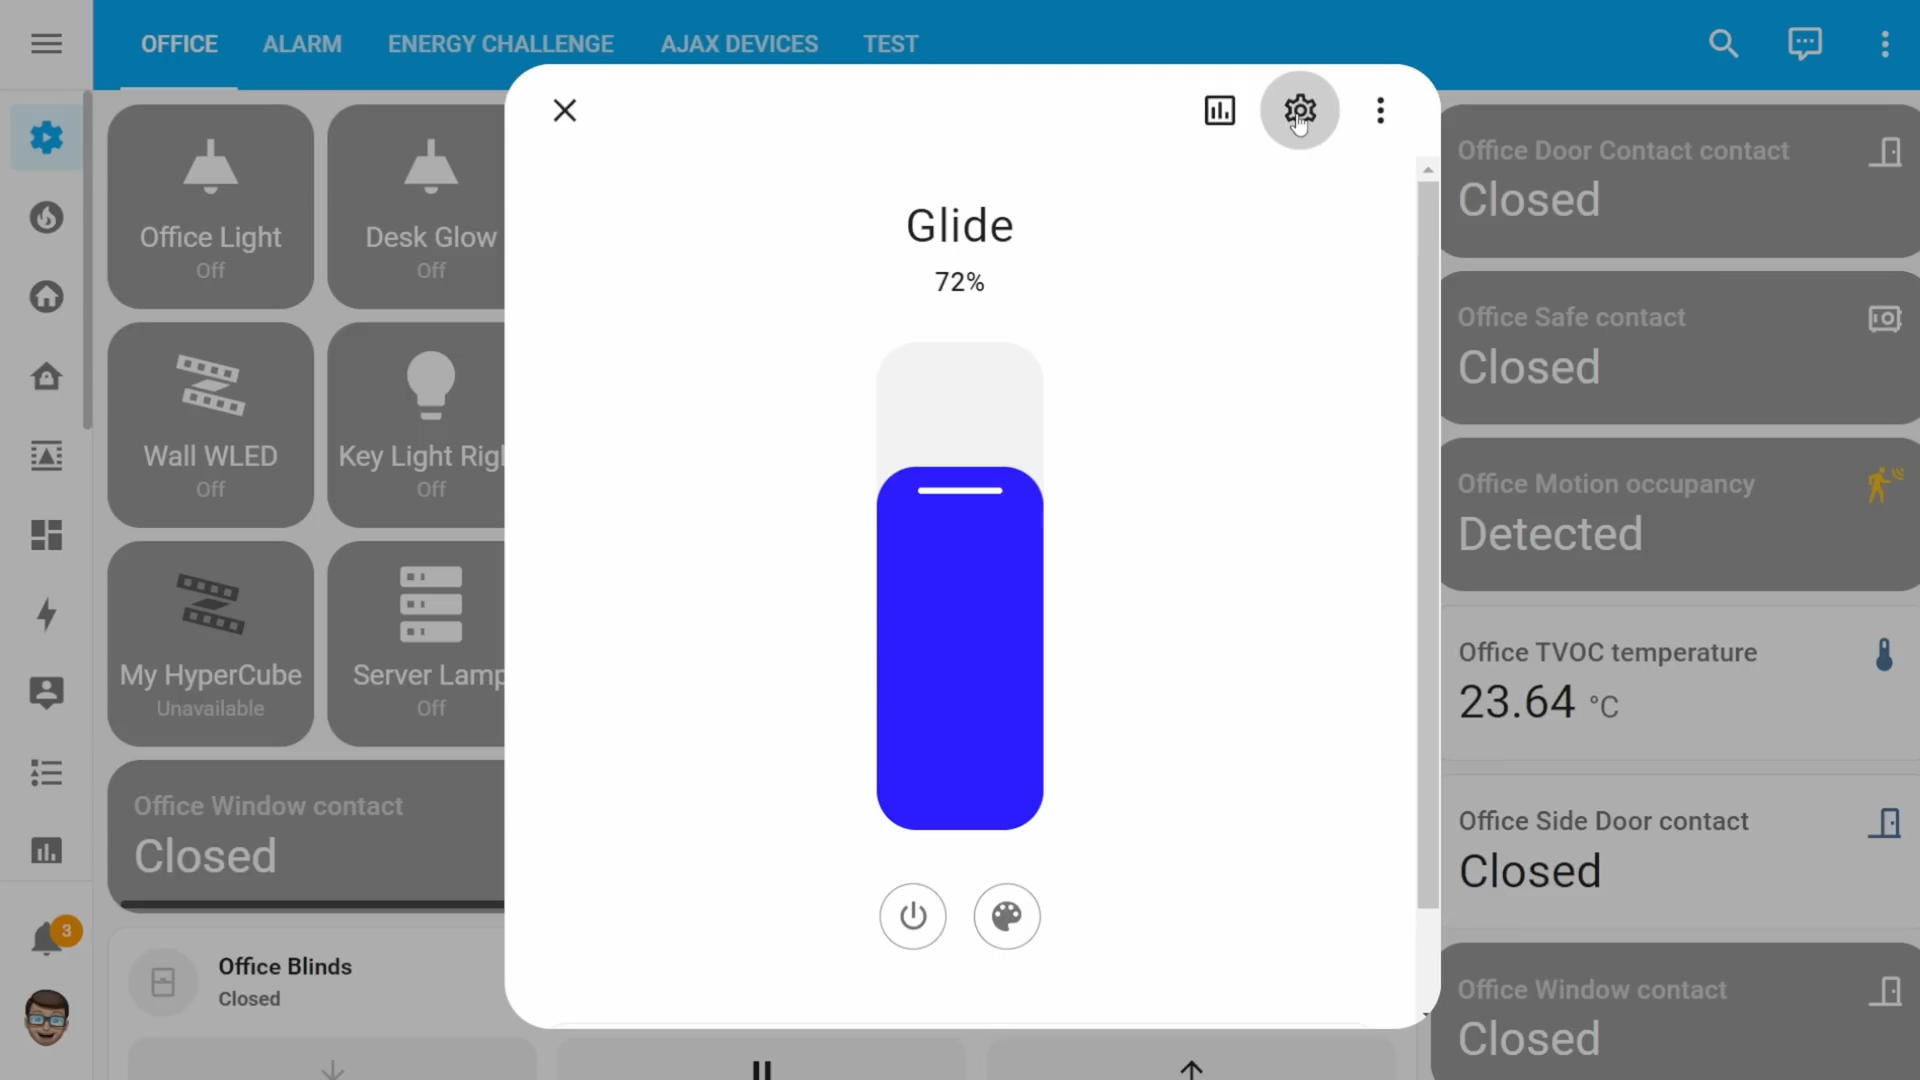 OFFICE
ALARM
ENERGY CHALLENGE
AJAX DEVICES
TEST
Office Light
Off
Desk Glow
Off
Wall WLED
Off
Key Light Righ
Off
My HyperCube
Unavailable
Server Lamp
Off
Office Window contact
Closed
3
Office Blinds
Closed
Glide
72%
Office Door Contact contact
Closed
Office Safe contact
Closed
Office Motion occupancy
Detected
Office TVOC temperature
23.64 °C
Office Side Door contact
Closed
Office Window contact
Closed